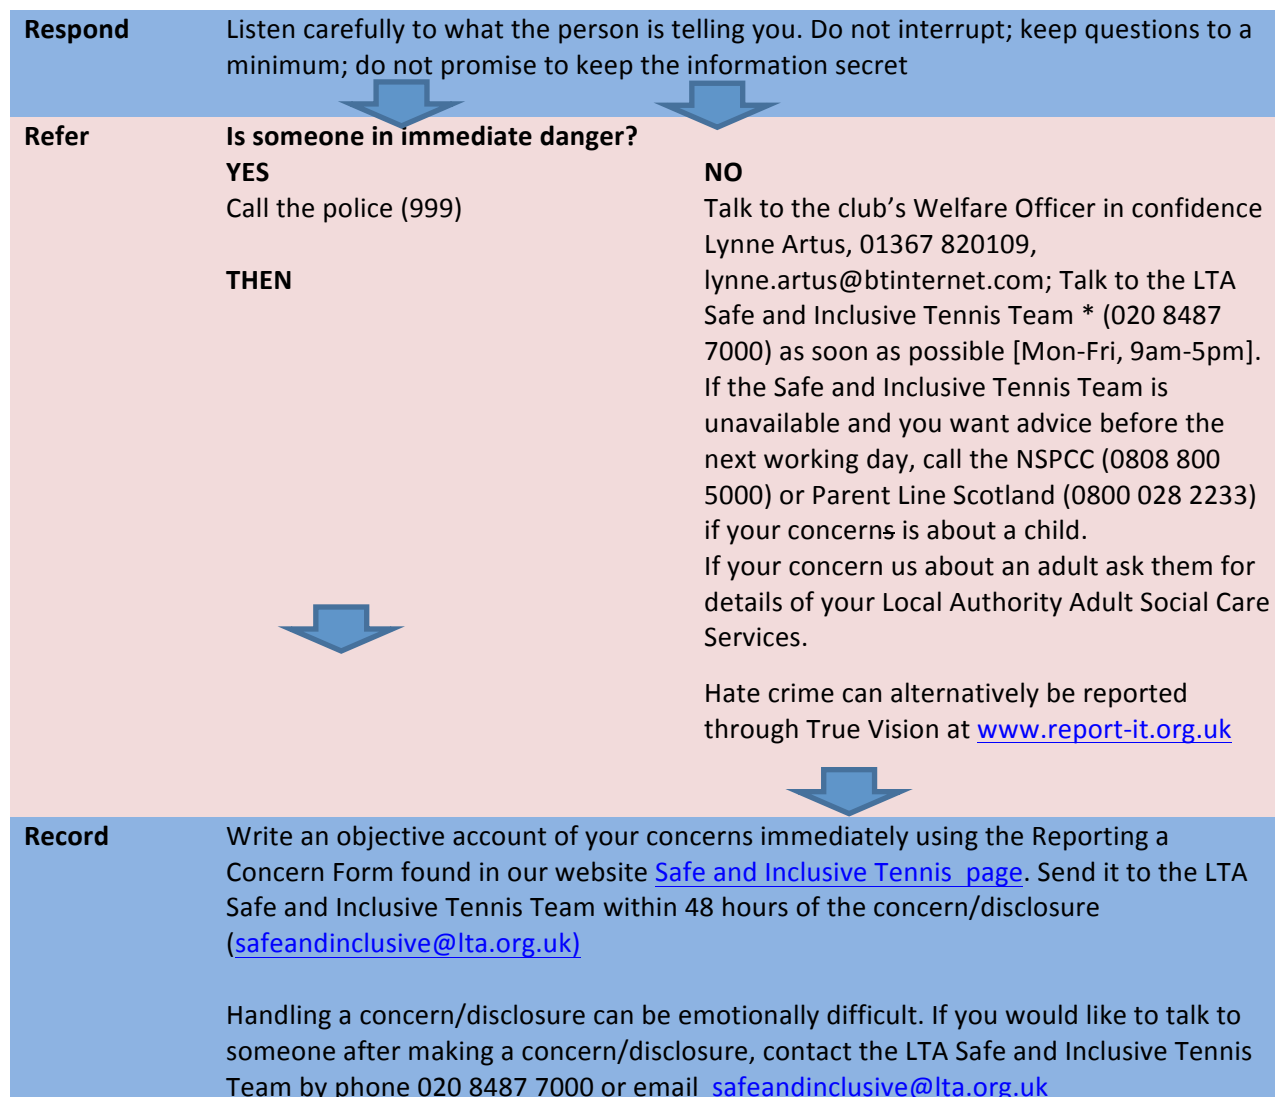 Respond
Listen carefully to what the person is telling you. Do not interrupt; keep questions to a
minimum; do not promise to keep the information secret
Refer
Is someone in immediate danger?
YES
Call the police (999)
THEN
NO
Talk to the club’s Welfare Officer in confidence
Lynne Artus, 01367 820109,
lynne.artus@btinternet.com; Talk to the LTA
Safe and Inclusive Tennis Team * (020 8487
7000) as soon as possible [Mon-Fri, 9am-5pm].
If the Safe and Inclusive Tennis Team is
unavailable and you want advice before the
next working day, call the NSPCC (0808 800
5000) or Parent Line Scotland (0800 028 2233)
if your concerns is about a child.
If your concern us about an adult ask them for
details of your Local Authority Adult Social Care
Services.
Hate crime can alternatively be reported
through True Vision at www.report-it.org.uk
Record
Write an objective account of your concerns immediately using the Reporting a
Concern Form found in our website Safe and Inclusive Tennis  page. Send it to the LTA
Safe and Inclusive Tennis Team within 48 hours of the concern/disclosure
(safeandinclusive@lta.org.uk)
Handling a concern/disclosure can be emotionally difficult. If you would like to talk to
someone after making a concern/disclosure, contact the LTA Safe and Inclusive Tennis
Team by phone 020 8487 7000 or email  safeandinclusive@lta.org.uk